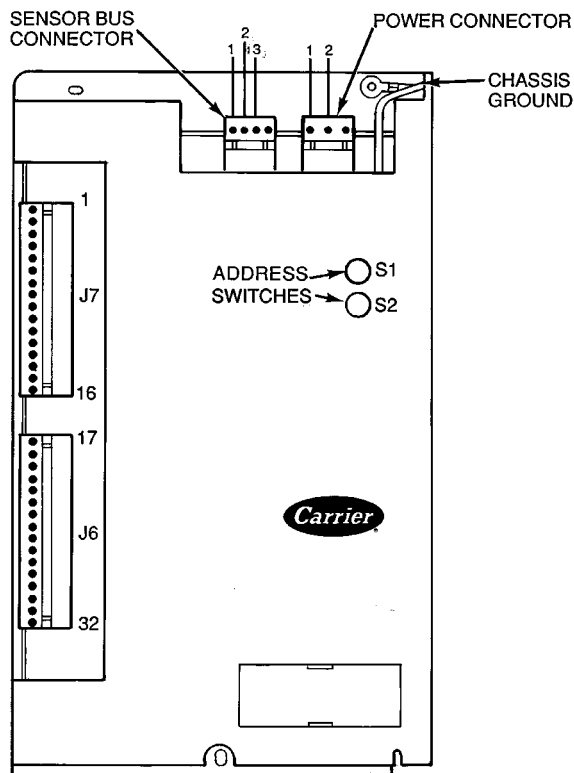 SENSOR BUS
CONNECTOR
1 2 3
POWER CONNECTOR
1 2
CHASSIS
GROUND
1
J7
16
ADDRESS
SWITCHES
S1
S2
17
J6
32
Carrier